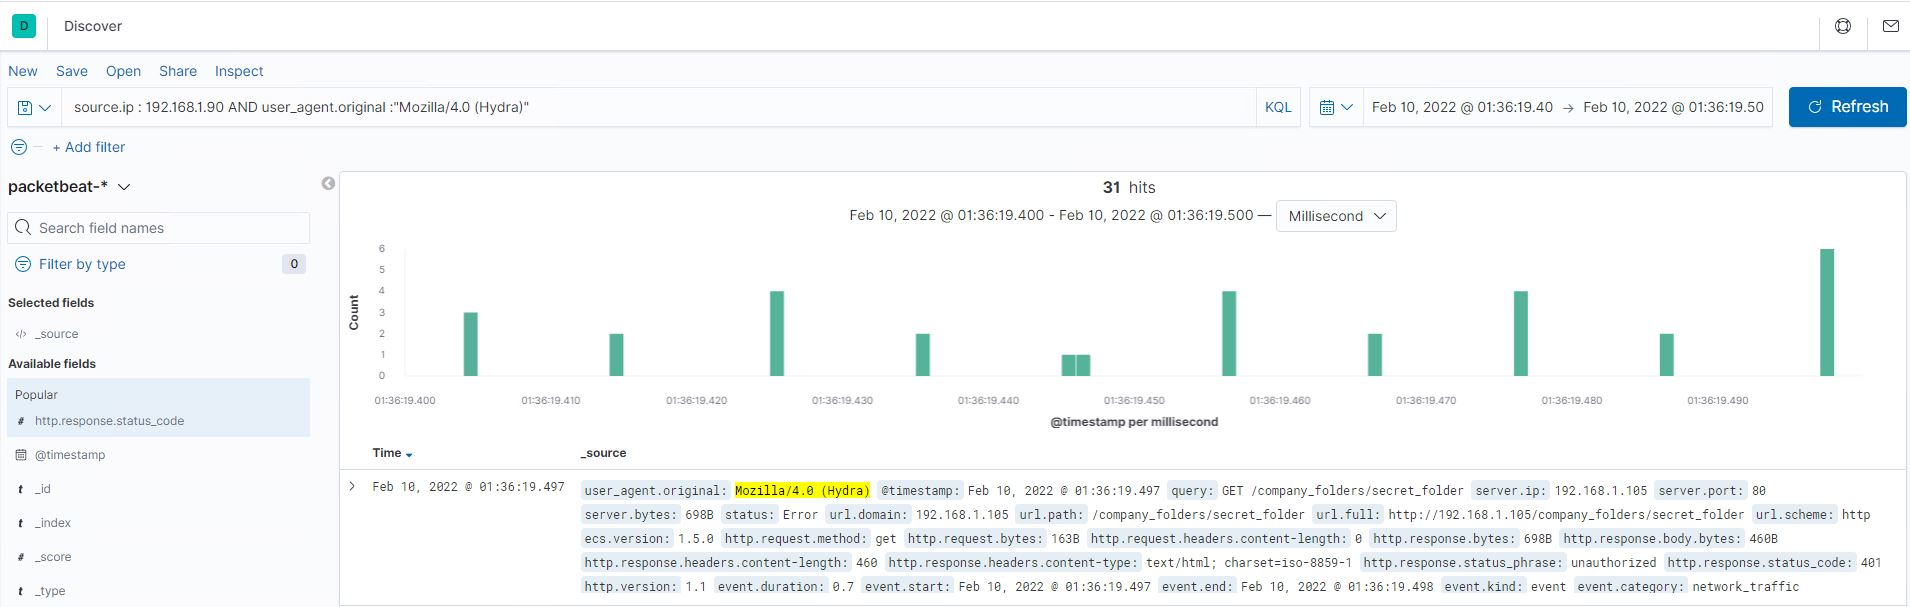 D Discover
New Save Open Share Inspect
source.ip : 192.168.1.90 AND user_agent.original :"Mozilla/4.0 (Hydra)" KQL Feb 10, 2022 @ 01:36:19.40 → Feb 10, 2022 @ 01:36:19.50 Refresh
+ Add filter
packetbeat-*
Search field names
Filter by type 0
Selected fields
</> _source
Available fields
Popular
# http.response.status_code
@timestamp
t _id
t _index
# _score
t _type
31 hits
Feb 10, 2022 @ 01:36:19.400 - Feb 10, 2022 @ 01:36:19.500 — Millisecond
Count
6
5
4
3
2
1
0
01:36:19.400 01:36:19.410 01:36:19.420 01:36:19.430 01:36:19.440 01:36:19.450 01:36:19.460 01:36:19.470 01:36:19.480 01:36:19.490
@timestamp per millisecond
Time _source
Feb 10, 2022 @ 01:36:19.497 user_agent.original: Mozilla/4.0 (Hydra) @timestamp: Feb 10, 2022 @ 01:36:19.497 query: GET /company_folders/secret_folder server.ip: 192.168.1.105 server.port: 80
server.bytes: 698B status: Error url.domain: 192.168.1.105 url.path: /company_folders/secret_folder url.full: http://192.168.1.105/company_folders/secret_folder url.scheme: http
ecs.version: 1.5.0 http.request.method: get http.request.bytes: 163B http.request.headers.content-length: 0 http.response.bytes: 698B http.response.body.bytes: 460B
http.response.headers.content-length: 460 http.response.headers.content-type: text/html; charset=iso-8859-1 http.response.status_phrase: unauthorized http.response.status_code: 401
http.version: 1.1 event.duration: 0.7 event.start: Feb 10, 2022 @ 01:36:19.497 event.end: Feb 10, 2022 @ 01:36:19.498 event.kind: event event.category: network_traffic